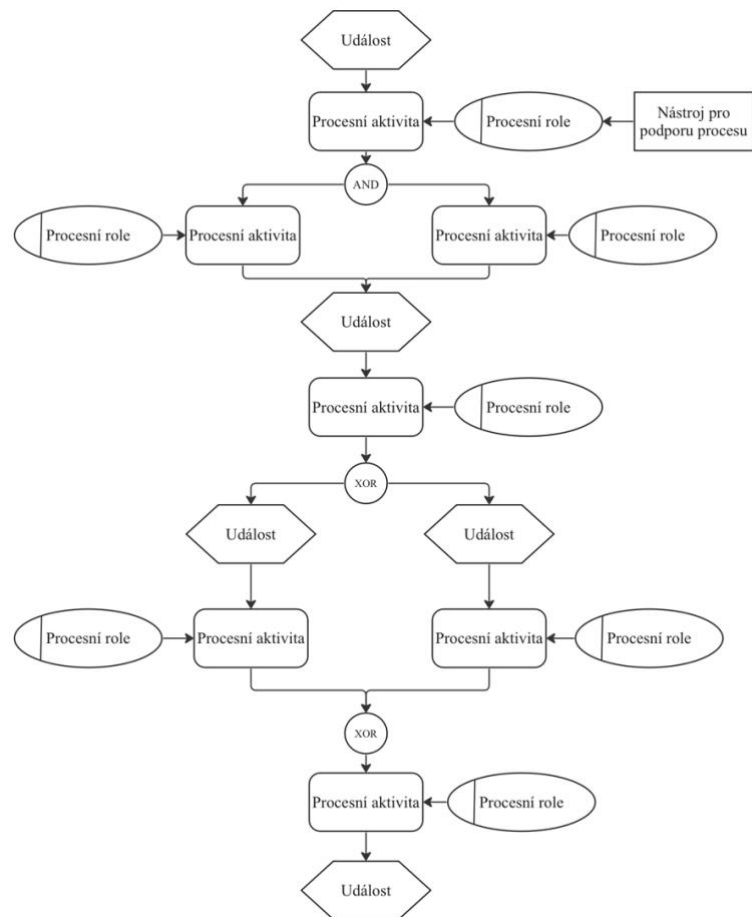 Událost
Procesní aktivita
Procesní role
Nástroj pro
podporu procesu
AND
Procesní role
Procesní aktivita
Procesní aktivita
Procesní role
Událost
Procesní aktivita
Procesní role
XOR
Událost
Událost
Procesní role
Procesní aktivita
Procesní aktivita
Procesní role
XOR
Procesní aktivita
Procesní role
Událost